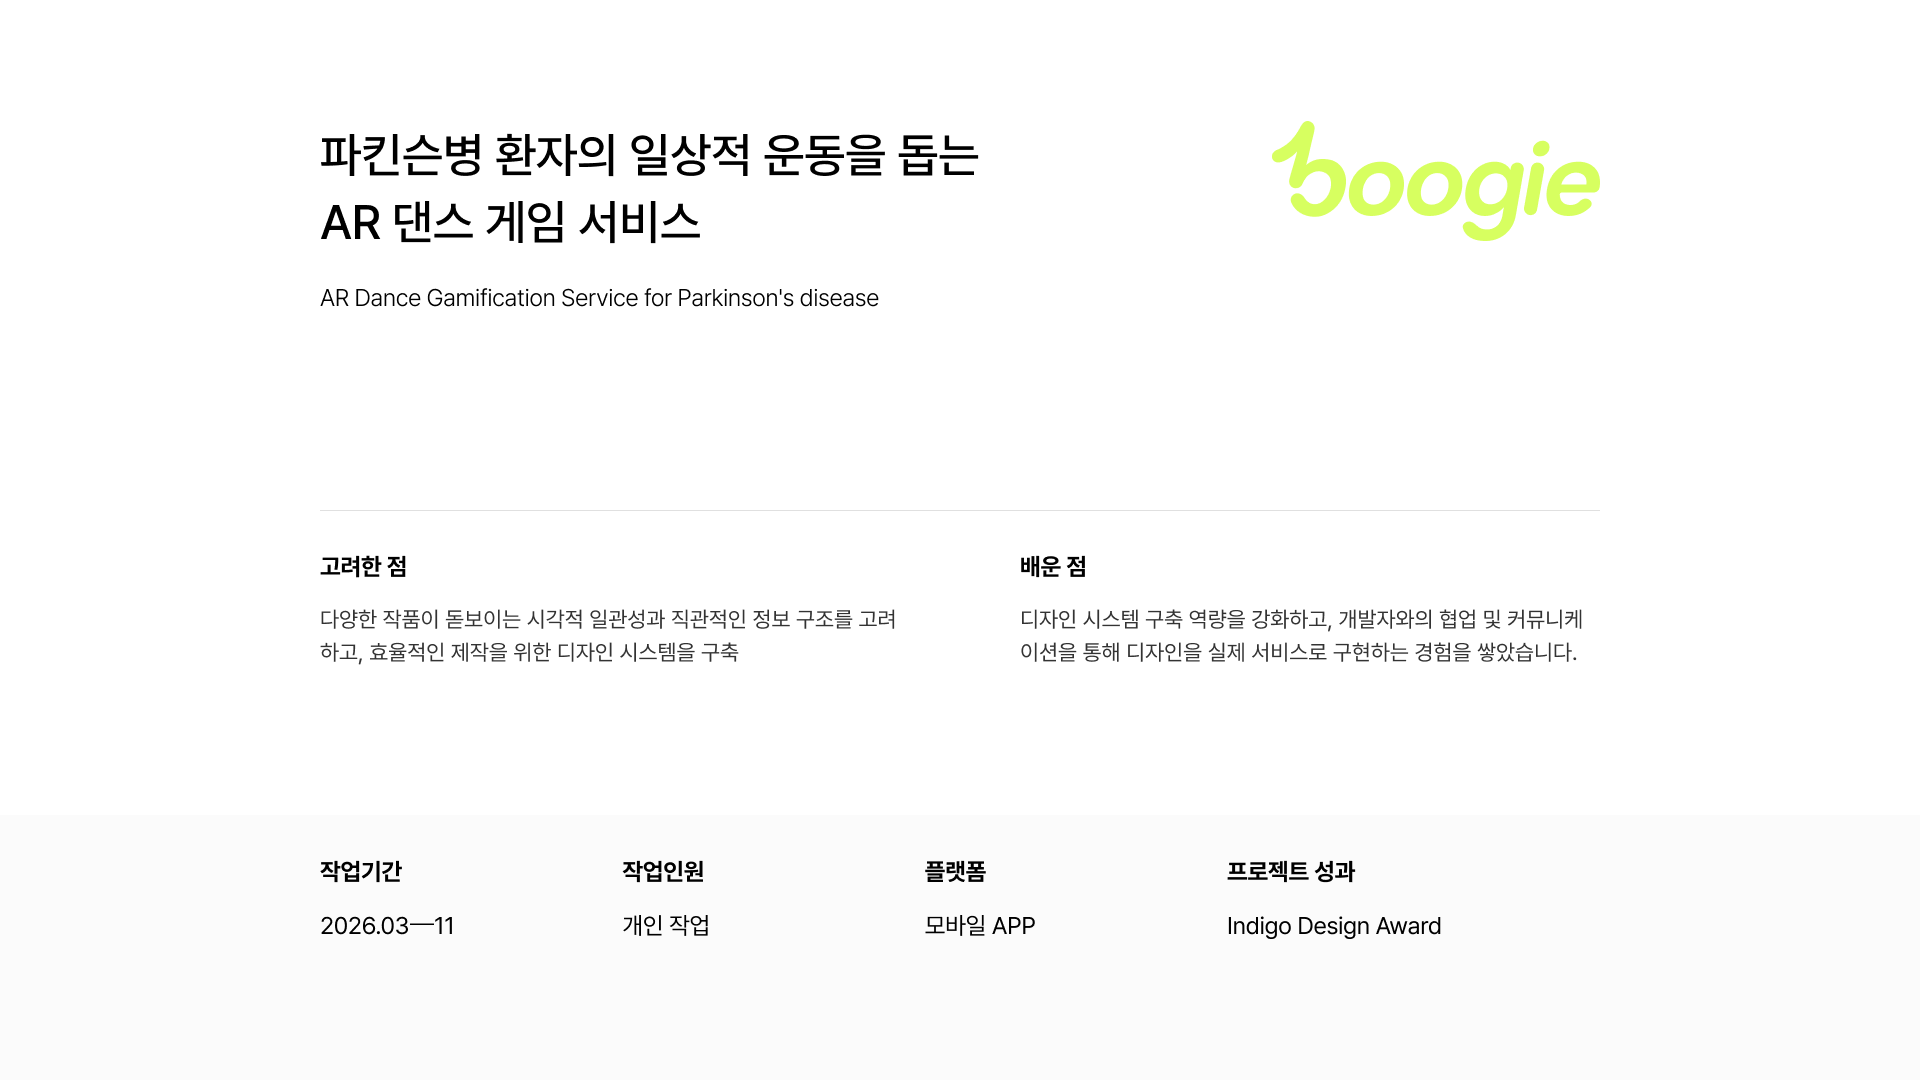 파킨슨병 환자의 일상적 운동을 돕는
AR 댄스 게임 서비스
boogie
AR Dance Gamification Service for Parkinson's disease
고려한 점
다양한 작품이 돋보이는 시각적 일관성과 직관적인 정보 구조를 고려
하고, 효율적인 제작을 위한 디자인 시스템을 구축
배운 점
디자인 시스템 구축 역량을 강화하고, 개발자와의 협업 및 커뮤니케
이션을 통해 디자인을 실제 서비스로 구현하는 경험을 쌓았습니다.
작업기간
2026.03—11
작업인원
개인 작업
플랫폼
모바일 APP
프로젝트 성과
Indigo Design Award